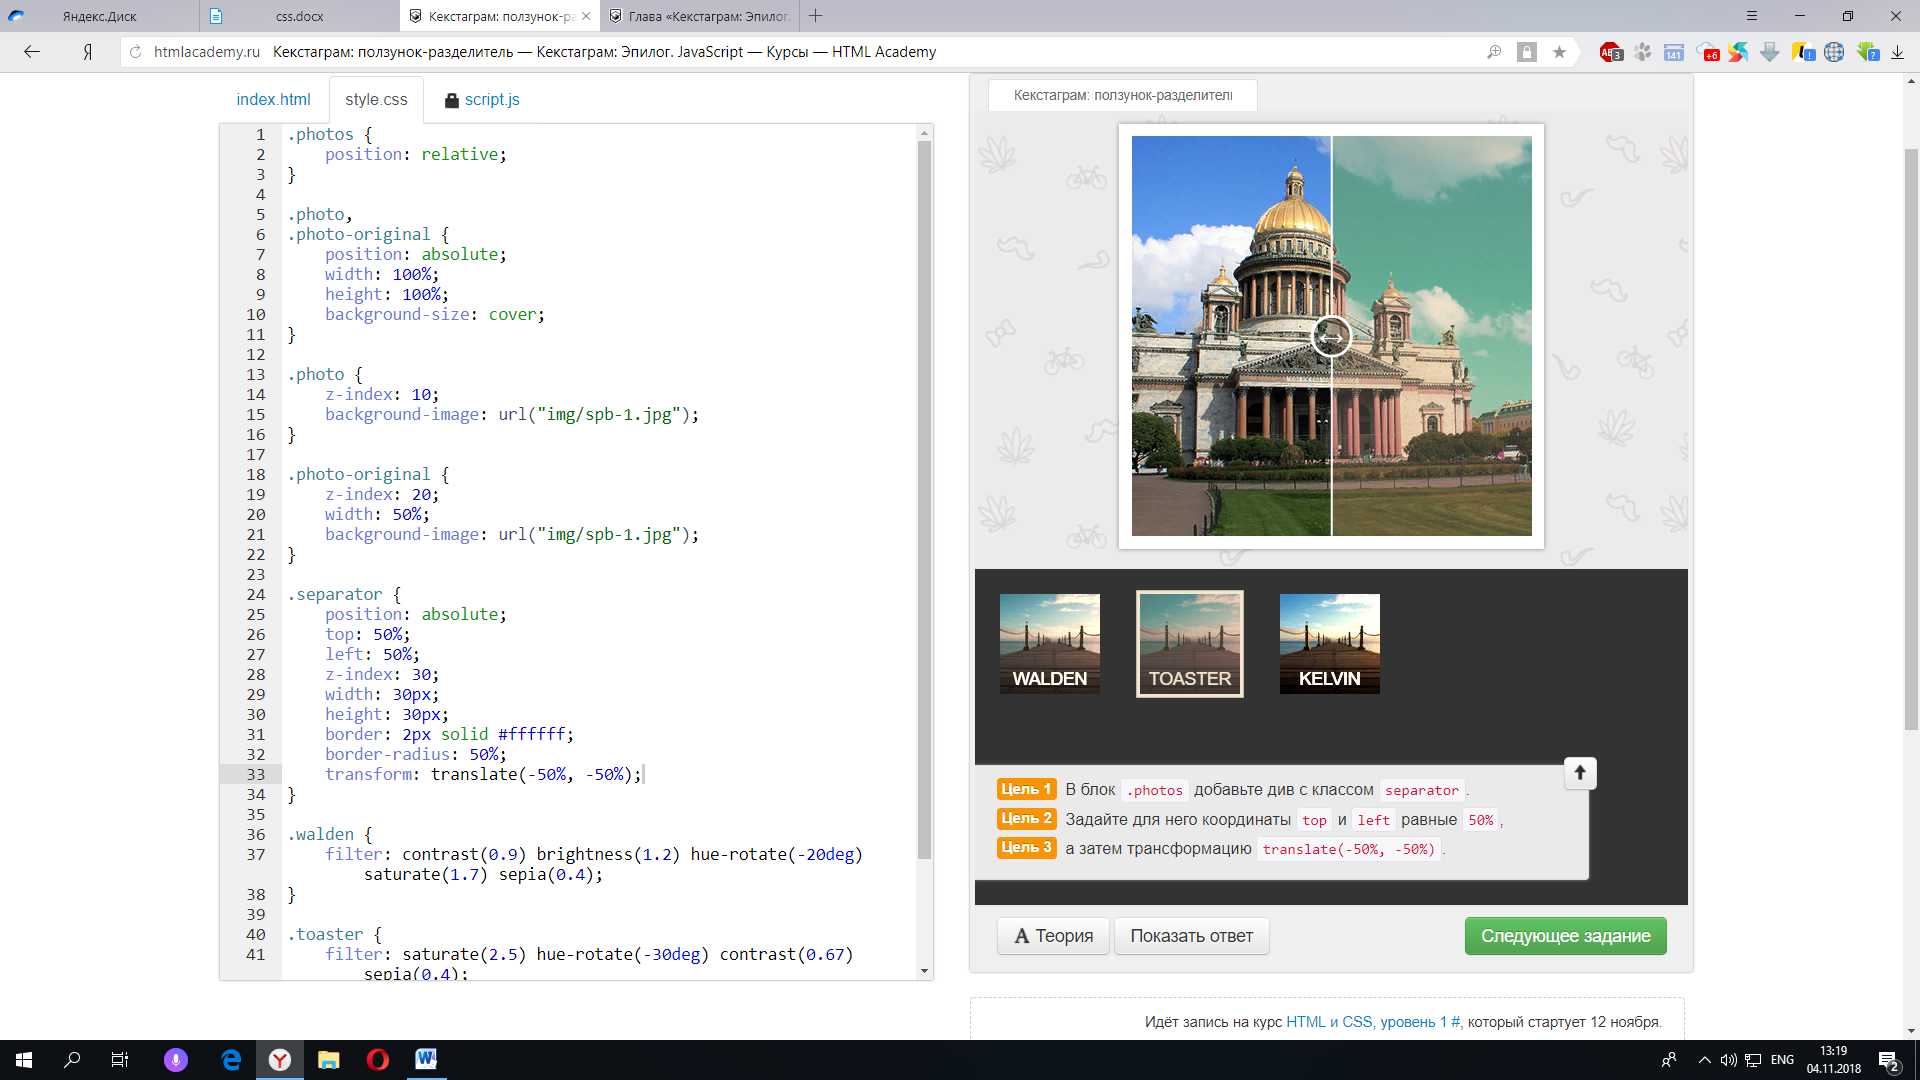 Яндекс.Диск
css.docx
Кекстаграм: ползунок-ра
Глава «Кекстаграм: Эпилог.
Я
htmlacademy.ru Кекстаграм: ползунок-разделитель — Кекстаграм: Эпилог. JavaScript — Курсы — HTML Academy
3
141
+6
!
?
index.html
style.css
script.js
1 .photos {
2 position: relative;
3 }
4
5 .photo,
6 .photo-original {
7 position: absolute;
8 width: 100%;
9 height: 100%;
10 background-size: cover;
11 }
12
13 .photo {
14 z-index: 10;
15 background-image: url("img/spb-1.jpg");
16 }
17
18 .photo-original {
19 z-index: 20;
20 width: 50%;
21 background-image: url("img/spb-1.jpg");
22 }
23
24 .separator {
25 position: absolute;
26 top: 50%;
27 left: 50%;
28 z-index: 30;
29 width: 30px;
30 height: 30px;
31 border: 2px solid #ffffff;
32 border-radius: 50%;
33 transform: translate(-50%, -50%);
34 }
35
36 .walden {
37 filter: contrast(0.9) brightness(1.2) hue-rotate(-20deg)
saturate(1.7) sepia(0.4);
38 }
39
40 .toaster {
41 filter: saturate(2.5) hue-rotate(-30deg) contrast(0.67)
sepia(0.4);
Кекстаграм: ползунок-разделитель
WALDEN
TOASTER
KELVIN
Цель 1 В блок .photos добавьте див с классом separator.
Цель 2 Задайте для него координаты top и left равные 50%,
Цель 3 а затем трансформацию translate(-50%, -50%).
A Теория
Показать ответ
Следующее задание
Идёт запись на курс HTML и CSS, уровень 1 #, который стартует 12 ноября.
ENG
13:19
04.11.2018
2